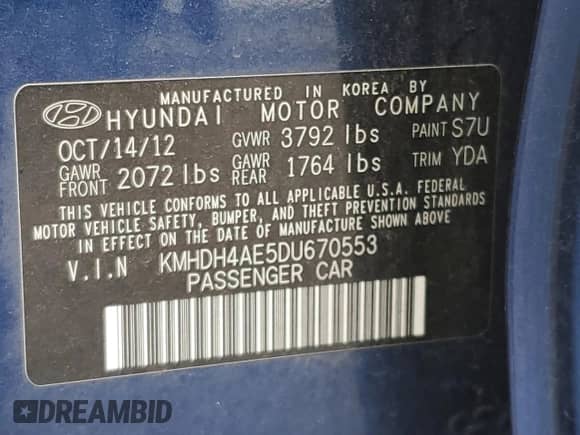 MANUFACTURED IN KOREA BY
HYUNDAI MOTOR COMPANY
OCT/14/12 GVWR 3792 lbs PAINT S7U
GAWR FRONT 2072 lbs GAWR REAR 1764 lbs TRIM YDA
THIS VEHICLE CONFORMS TO ALL APPLICABLE U.S.A. FEDERAL
MOTOR VEHICLE SAFETY, BUMPER, AND THEFT PREVENTION STANDARDS
IN EFFECT ON THE DATE OF MANUFACTURE SHOWN ABOVE
V.I.N KMHDH4AE5DU670553
PASSENGER CAR
DREAMBID